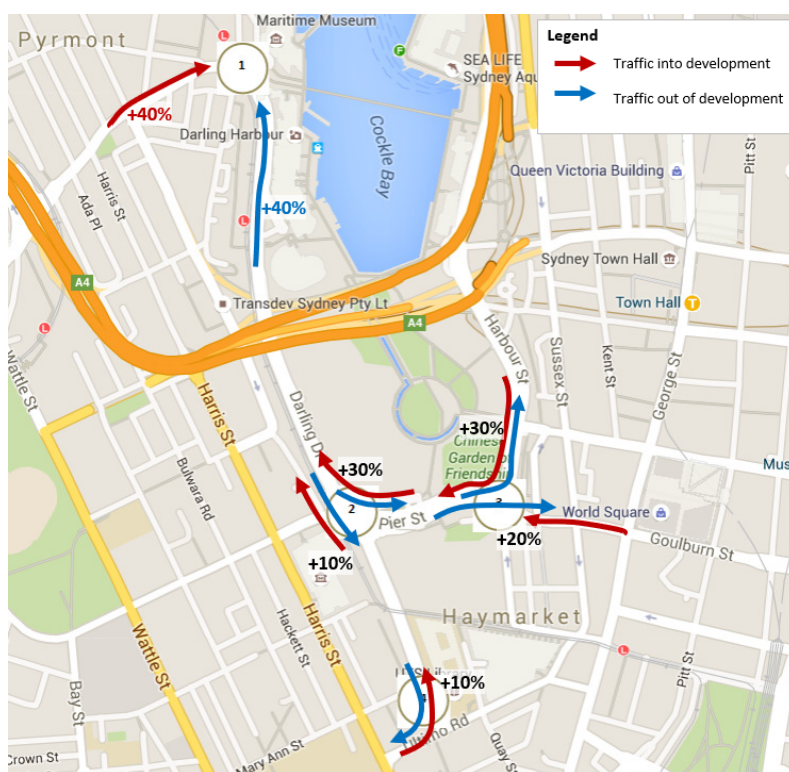 Legend
Traffic into development
Traffic out of development
Maritime Museum
Pyrmont
1
SEA LIFE
Sydney Aqu
+40%
Darling Harbour
Cockle
Bay
Pitt St
Queen Victoria Building
Harris St
Ada Pl
+40%
Sydney Town Hall
A4
Transdev Sydney Pty Lt
Town Hall
T
A4
Harbour St
Sussex St
Kent St
George St
Wattle St
Harris St
Darling D
+30%
Chinese
Garden of
Friendship
Mus
+30%
Bulwara Rd
2
3
Pier St
World Square
+20%
Goulburn St
+10%
Haymarket
Hackett St
Harris St
Wattle St
Pitt St
+10%
4
Bay St
Ultimo Rd
Mary Ann St
Quay St
Crown St